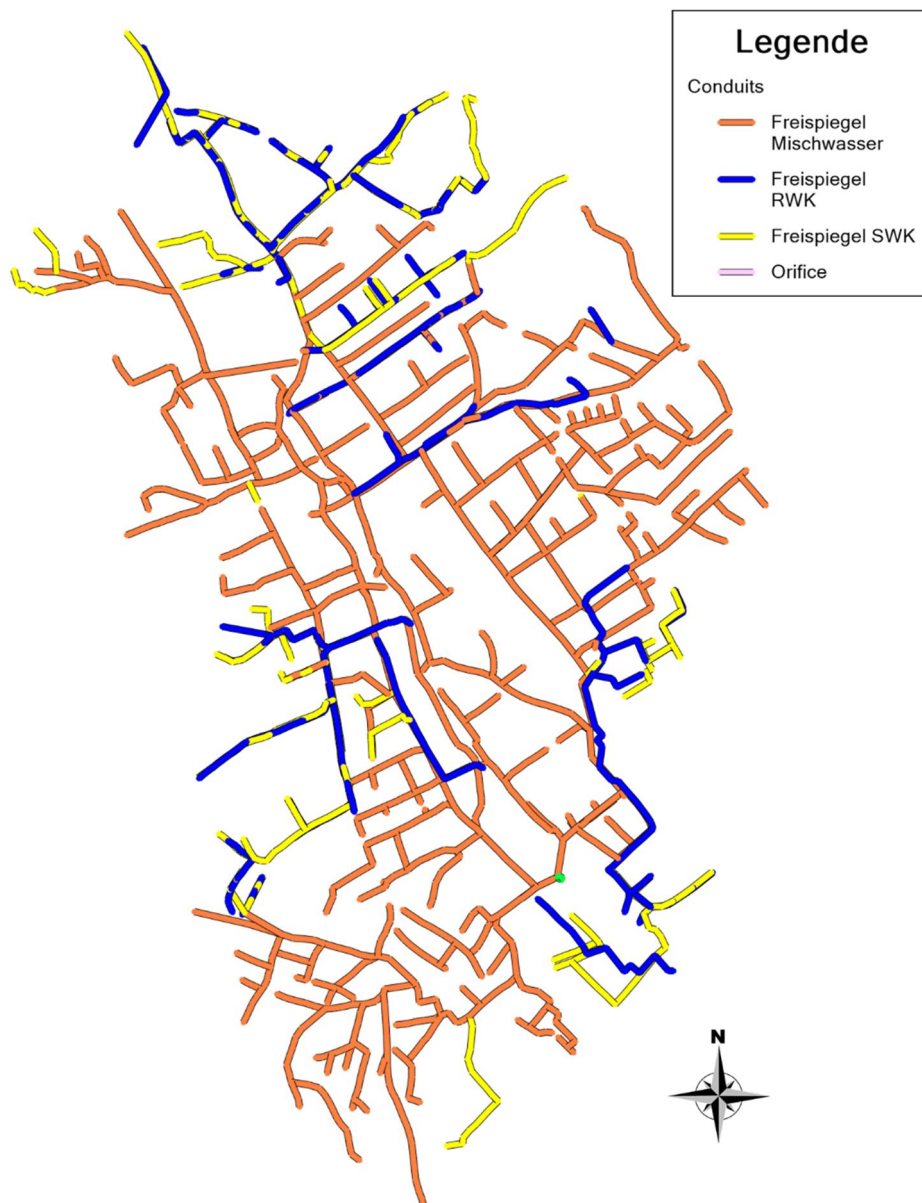 Legende
Conduits
Freispiegel
Mischwasser
Freispiegel
RWK
Freispiegel SWK
Orifice
N